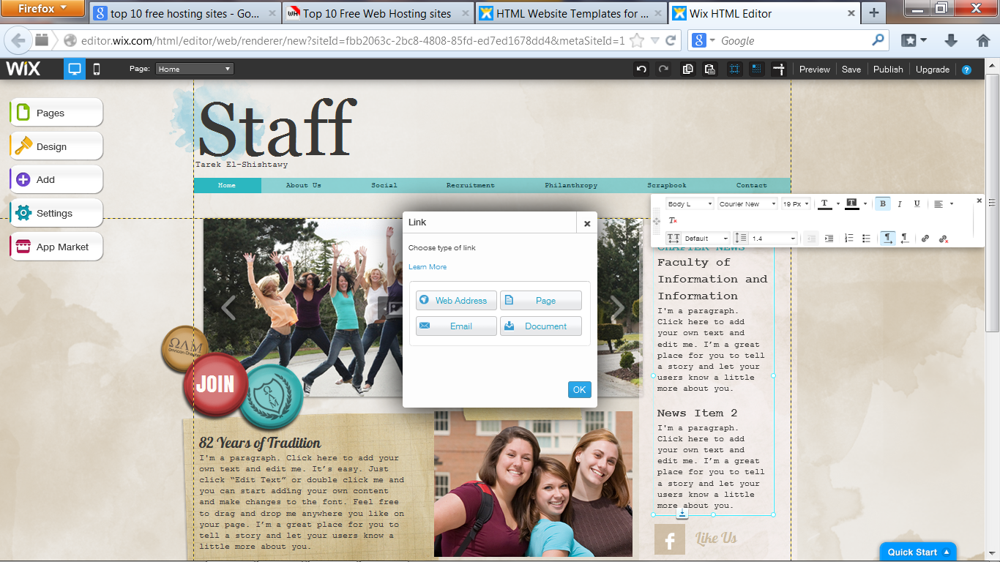 Firefox
top 10 free hosting sites - Go...
Top 10 Free Web Hosting sites
HTML Website Templates for ...
Wix HTML Editor
editor.wix.com/html/editor/web/renderer/new?siteId=fbb2063c-2bc8-4808-85fd-ed7ed1678dd4&metaSiteId=1
Google
WiX
Page:
Home
Preview
Save
Publish
Upgrade
?
Pages
Design
Add
Settings
App Market
Staff
Tarek El-Shishtawy
Home
About Us
Social
Recruitment
Philanthropy
Scrapbook
Contact
Body L
Courier New
19 Px
T
T
B
I
U
Default
1.4
Link
Choose type of link
Learn More
Web Address
Page
Email
Document
OK
ΩΛΜ
Omnicon Chapter
JOIN
ΩΛΜ
CHAPTER NEWS
Faculty of
Information and
Information
I'm a paragraph.
Click here to add
your own text and
edit me. I’m a great
place for you to tell
a story and let your
users know a little
more about you.
News Item 2
I'm a paragraph.
Click here to add
your own text and
edit me. I’m a great
place for you to tell
a story and let your
users know a little
more about you.
82 Years of Tradition
I'm a paragraph. Click here to add your
own text and edit me. It’s easy. Just
click “Edit Text” or double click me and
you can start adding your own content
and make changes to the font. Feel free
to drag and drop me anywhere you like on
your page. I’m a great place for you to
tell a story and let your users know a
little more about you.
f
Like Us
Quick Start